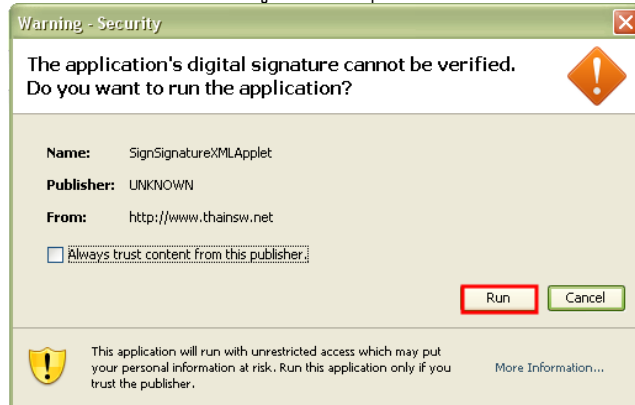 Warning - Security
The application's digital signature cannot be verified.
Do you want to run the application?
Name: SignSignatureXMLApplet
Publisher: UNKNOWN
From: http://www.thainsw.net
Always trust content from this publisher.
Run Cancel
This application will run with unrestricted access which may put
your personal information at risk. Run this application only if you
trust the publisher.
More Information...